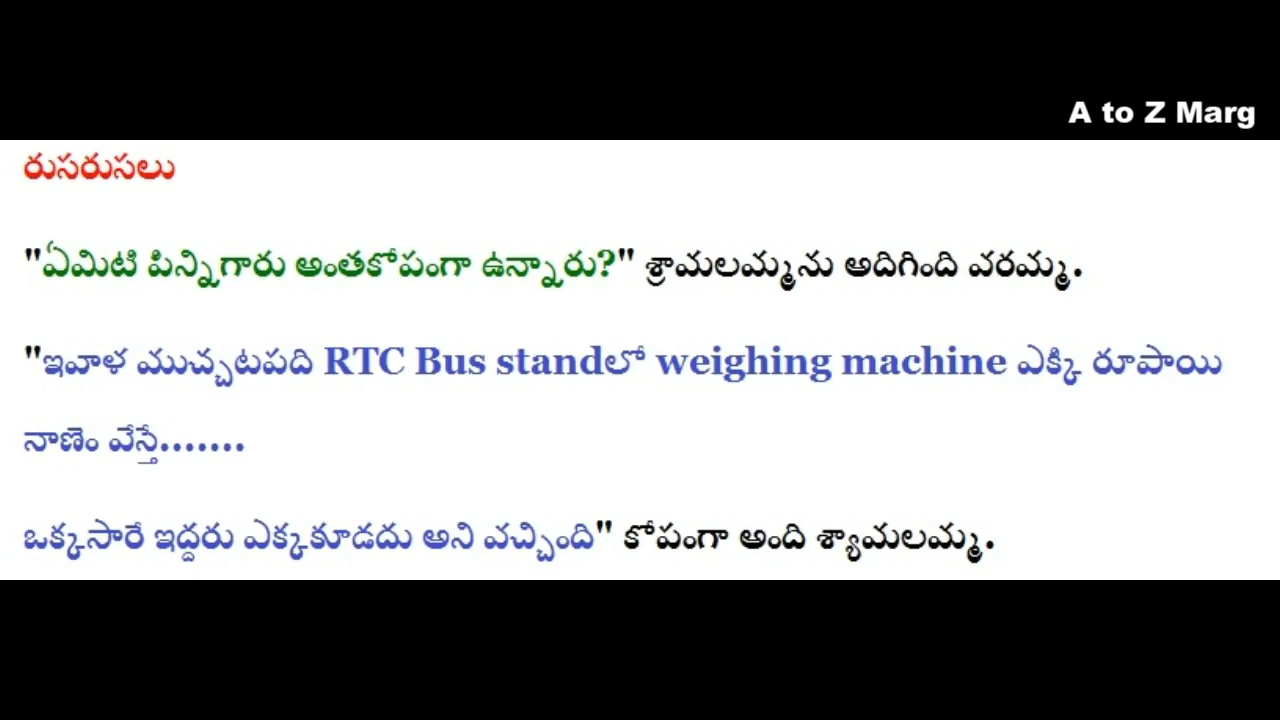 A to Z Marg
రుసరుసలు
"ఏమిటి పిన్నిగారు అంతకోపంగా ఉన్నారు?" శ్రామలమ్మను అదిగింది వరమ్మ.
"ఇవాళ ముచ్చటపది RTC Bus standలో weighing machine ఎక్కి రూపాయి
నాణెం వేస్తే.......
ఒక్కసారే ఇద్దరు ఎక్కకూడదు అని వచ్చింది" కోపంగా అంది శ్యామలమ్మ.